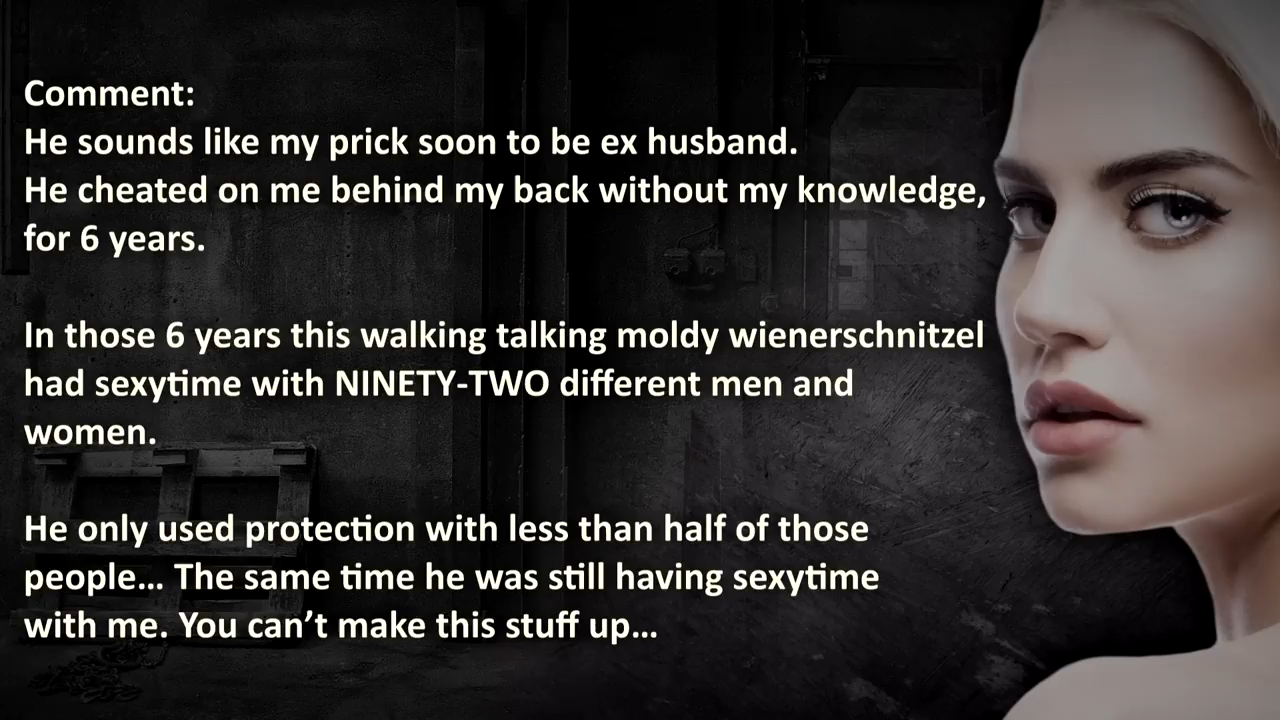 Comment:
He sounds like my prick soon to be ex husband.
He cheated on me behind my back without my knowledge,
for 6 years.
In those 6 years this walking talking moldy wienerschnitzel
had sexytime with NINETY-TWO different men and
women.
He only used protection with less than half of those
people… The same time he was still having sexytime
with me. You can’t make this stuff up…